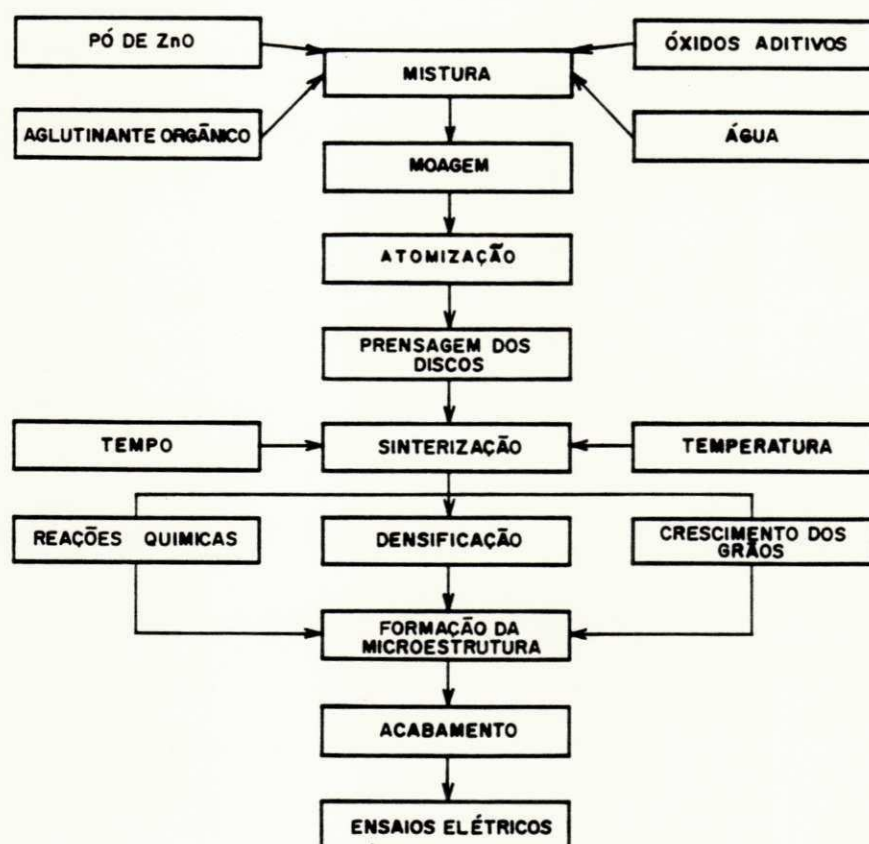 PÓ DE ZnO
ÓXIDOS ADITIVOS
MISTURA
AGLUTINANTE ORGÂNICO
ÁGUA
MOAGEM
ATOMIZAÇÃO
PRENSAGEM DOS
DISCOS
TEMPO
SINTERIZAÇÃO
TEMPERATURA
REAÇÕES QUIMICAS
DENSIFICAÇÃO
CRESCIMENTO DOS
GRÃOS
FORMAÇÃO DA
MICROESTRUTURA
ACABAMENTO
ENSAIOS ELÉTRICOS